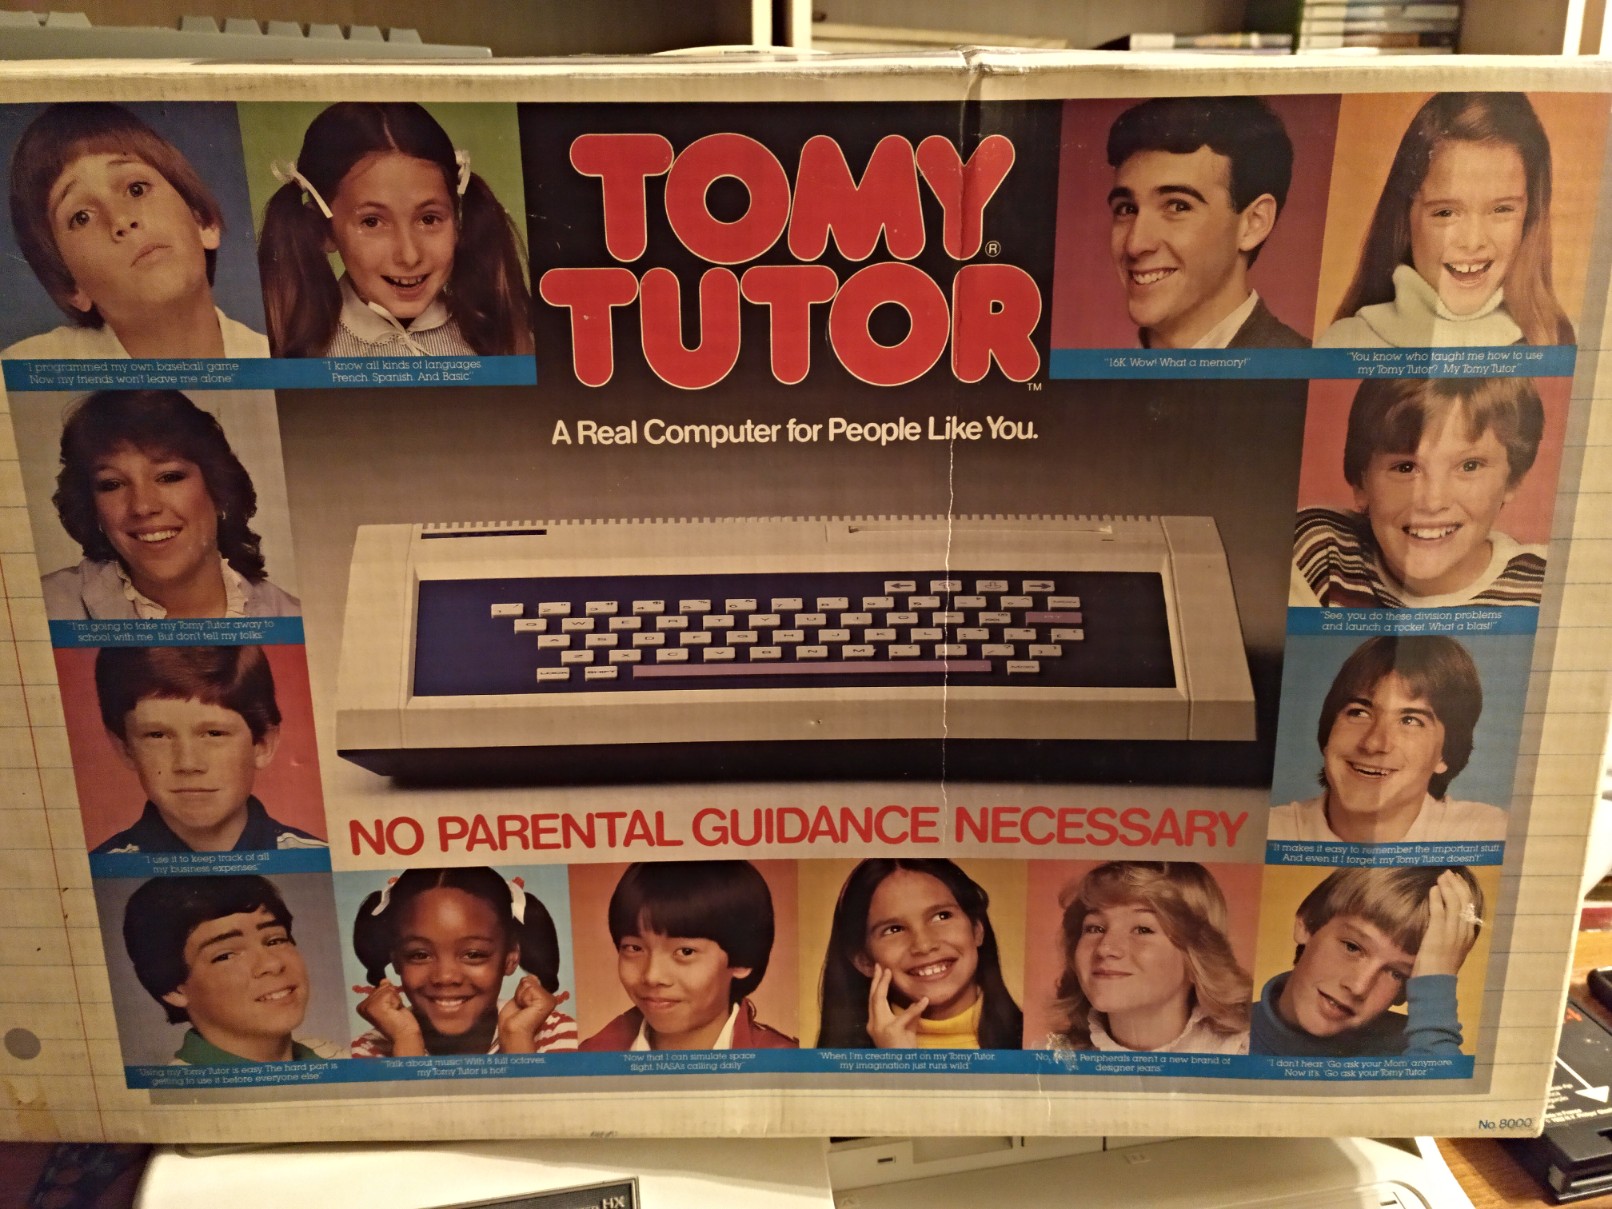 TOMY
TUTOR
®
TM
A Real Computer for People Like You.
"I programmed my own baseball game
Now my friends won't leave me alone."
"I know all kinds of languages
French. Spanish. And Basic"
"16K. Wow! What a memory!"
"You know who taught me how to use
my Tomy Tutor? My Tomy Tutor"
"I'm going to take my Tomy Tutor away to
school with me. But don't tell my folks."
"See, you do these division problems
and launch a rocket. What a blast!"
"I use it to keep track of all
my business expenses."
"It makes it easy to remember the important stuff.
And even if I forget, my Tomy Tutor doesn't."
NO PARENTAL GUIDANCE NECESSARY
"Using my Tomy Tutor is easy. The hard part is
getting to use it before everyone else."
"Talk about music! With 8 full octaves,
my Tomy Tutor is hot!"
"Now that I can simulate space
flight, NASA's calling daily"
"When I'm creating art on my Tomy Tutor,
my imagination just runs wild"
"No, Peripherals aren't a new brand of
designer jeans."
"I don't hear 'Go ask your Mom' anymore.
Now it's 'Go ask your Tomy Tutor'"
No. 8000
HX